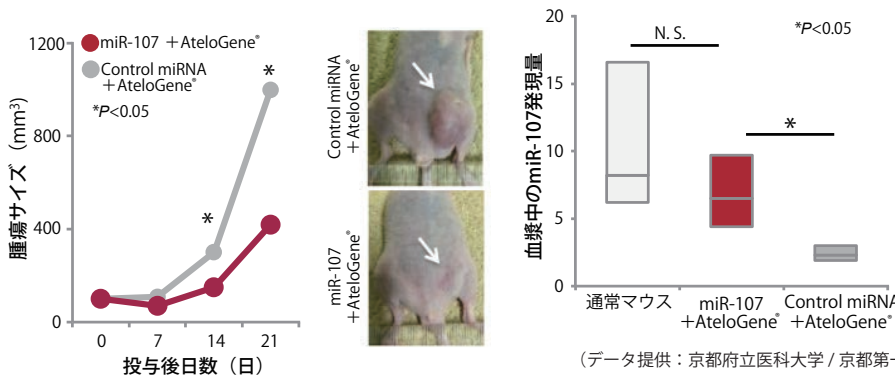 1200
800
400
0
腫瘍サイズ（mm³）
miR-107 ＋AteloGene®
Control miRNA
＋AteloGene®
*P<0.05
*
*
0 7 14 21
投与後日数（日）
Control miRNA
＋AteloGene®
miR-107
＋AteloGene®
血漿中のmiR-107発現量
20
15
10
5
0
N. S.
*P<0.05
*
通常マウス
miR-107
＋AteloGene®
Control miRNA
＋AteloGene®
（データ提供：京都府立医科大学 / 京都第一